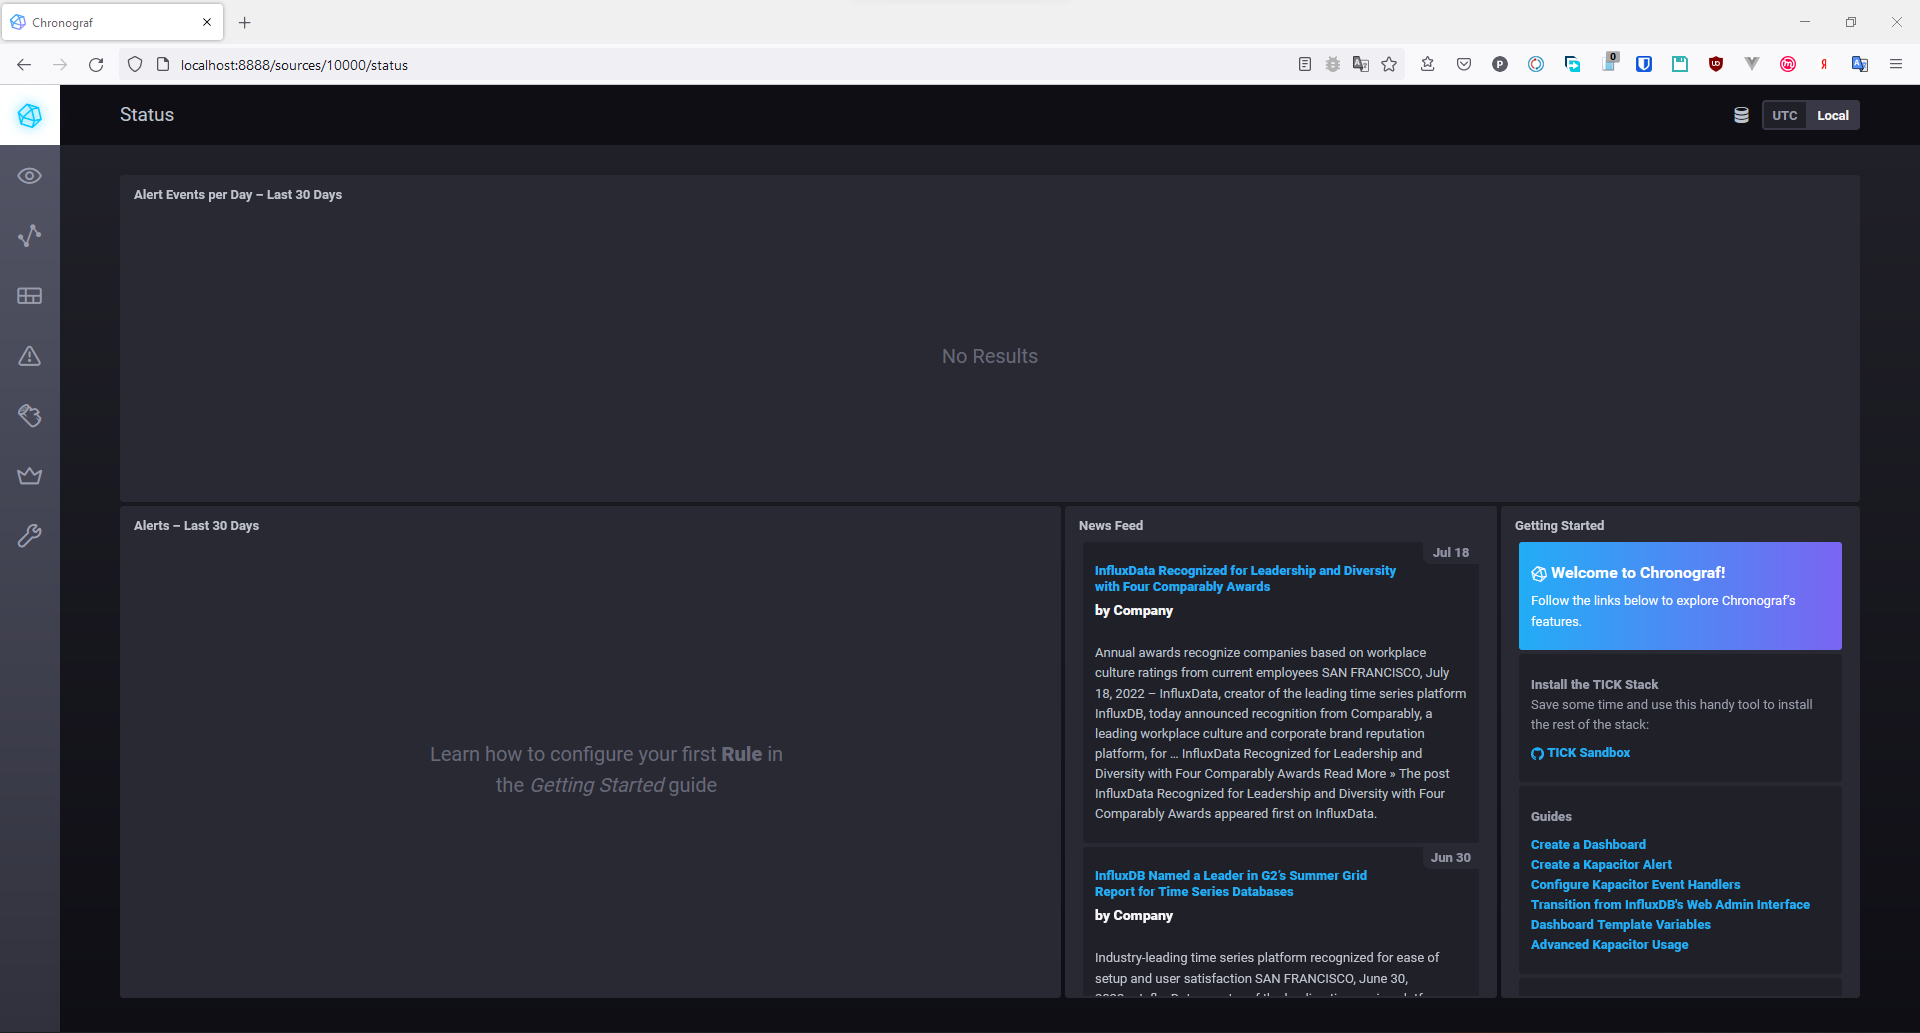 Chronograf
localhost:8888/sources/10000/status
0
Status
UTC Local
Alert Events per Day – Last 30 Days
No Results
Alerts – Last 30 Days
Learn how to configure your first Rule in
the Getting Started guide
News Feed
Jul 18
InfluxData Recognized for Leadership and Diversity
with Four Comparably Awards
by Company
Annual awards recognize companies based on workplace
culture ratings from current employees SAN FRANCISCO, July
18, 2022 – InfluxData, creator of the leading time series platform
InfluxDB, today announced recognition from Comparably, a
leading workplace culture and corporate brand reputation
platform, for ... InfluxData Recognized for Leadership and
Diversity with Four Comparably Awards Read More » The post
InfluxData Recognized for Leadership and Diversity with Four
Comparably Awards appeared first on InfluxData.
Jun 30
InfluxDB Named a Leader in G2’s Summer Grid
Report for Time Series Databases
by Company
Industry-leading time series platform recognized for ease of
setup and user satisfaction SAN FRANCISCO, June 30,
Getting Started
Welcome to Chronograf!
Follow the links below to explore Chronograf’s
features.
Install the TICK Stack
Save some time and use this handy tool to install
the rest of the stack:
TICK Sandbox
Guides
Create a Dashboard
Create a Kapacitor Alert
Configure Kapacitor Event Handlers
Transition from InfluxDB's Web Admin Interface
Dashboard Template Variables
Advanced Kapacitor Usage